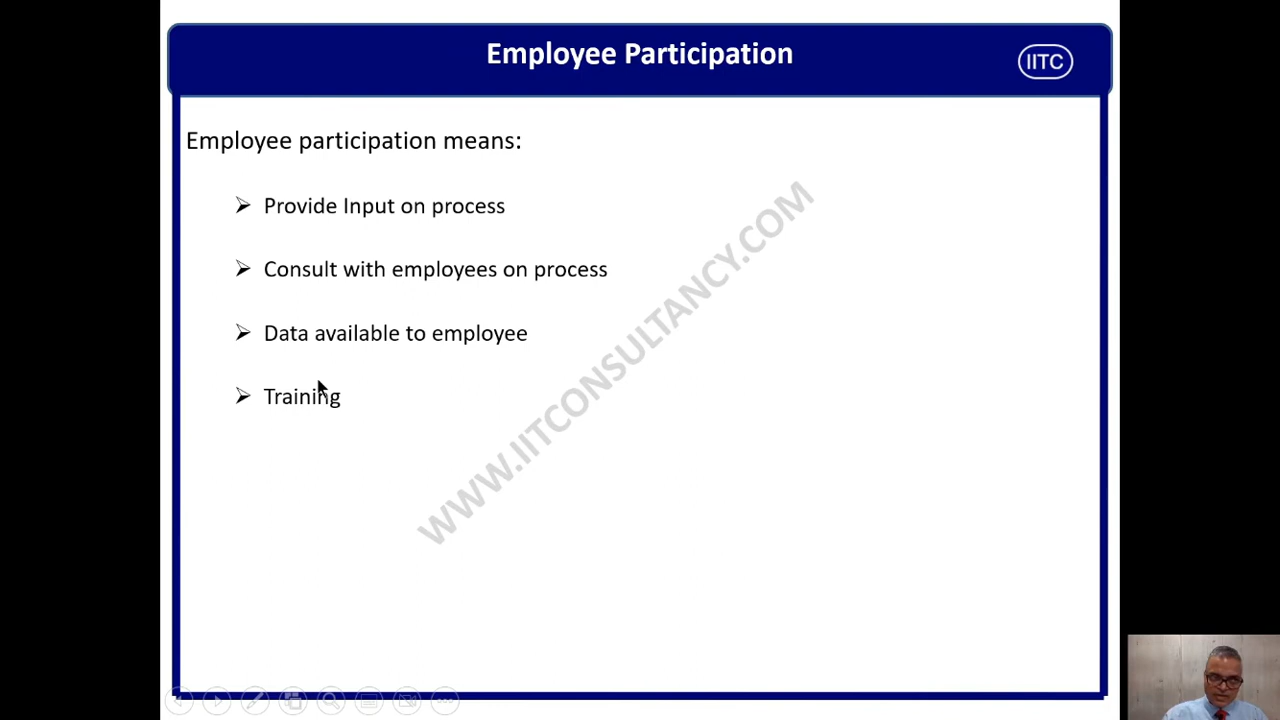 Employee Participation
IITC
Employee participation means:
Provide Input on process
Consult with employees on process
Data available to employee
Training
WWW.IITCONSULTANCY.COM